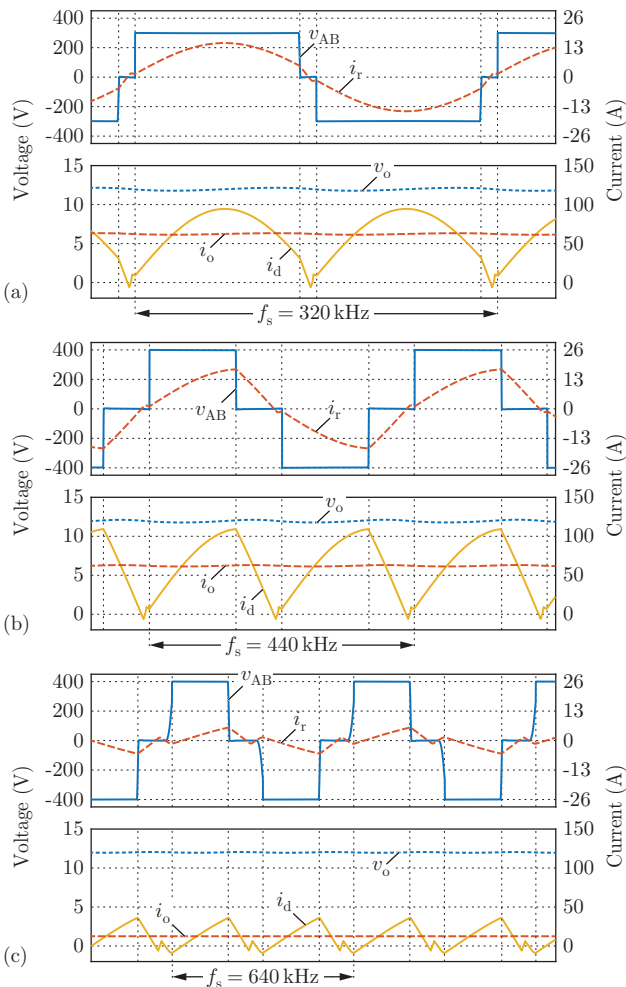 400
200
0
-200
-400
Voltage (V)
v_AB
i_r
26
13
0
-13
-26
Current (A)
15
10
5
0
v_o
i_o
i_d
150
100
50
0
(a)
f_s = 320 kHz
400
200
0
-200
-400
Voltage (V)
v_AB
i_r
26
13
0
-13
-26
Current (A)
15
10
5
0
v_o
i_o
i_d
150
100
50
0
(b)
f_s = 440 kHz
400
200
0
-200
-400
Voltage (V)
v_AB
i_r
26
13
0
-13
-26
Current (A)
15
10
5
0
v_o
i_o
i_d
150
100
50
0
(c)
f_s = 640 kHz